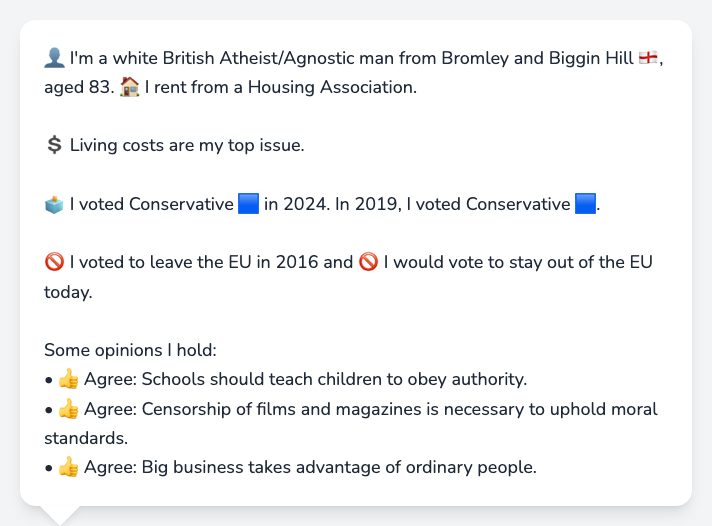 👤 I'm a white British Atheist/Agnostic man from Bromley and Biggin Hill 🏴󠁧󠁢󠁥󠁮󠁧󠁿,
aged 83. 🏠 I rent from a Housing Association.
💲 Living costs are my top issue.
🗳️ I voted Conservative 🟦 in 2024. In 2019, I voted Conservative 🟦.
🚫 I voted to leave the EU in 2016 and 🚫 I would vote to stay out of the EU
today.
Some opinions I hold:
• 👍 Agree: Schools should teach children to obey authority.
• 👍 Agree: Censorship of films and magazines is necessary to uphold moral
standards.
• 👍 Agree: Big business takes advantage of ordinary people.